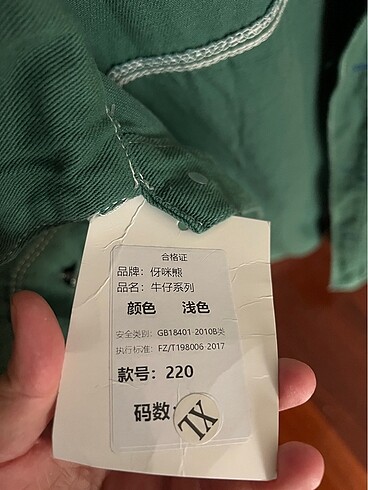 合格证
品牌: 伢咪熊
品名: 牛仔系列
颜色 浅色
安全类别: GB18401-2010B类
执行标准: FZ/T198006-2017
款号: 220
码数: XL